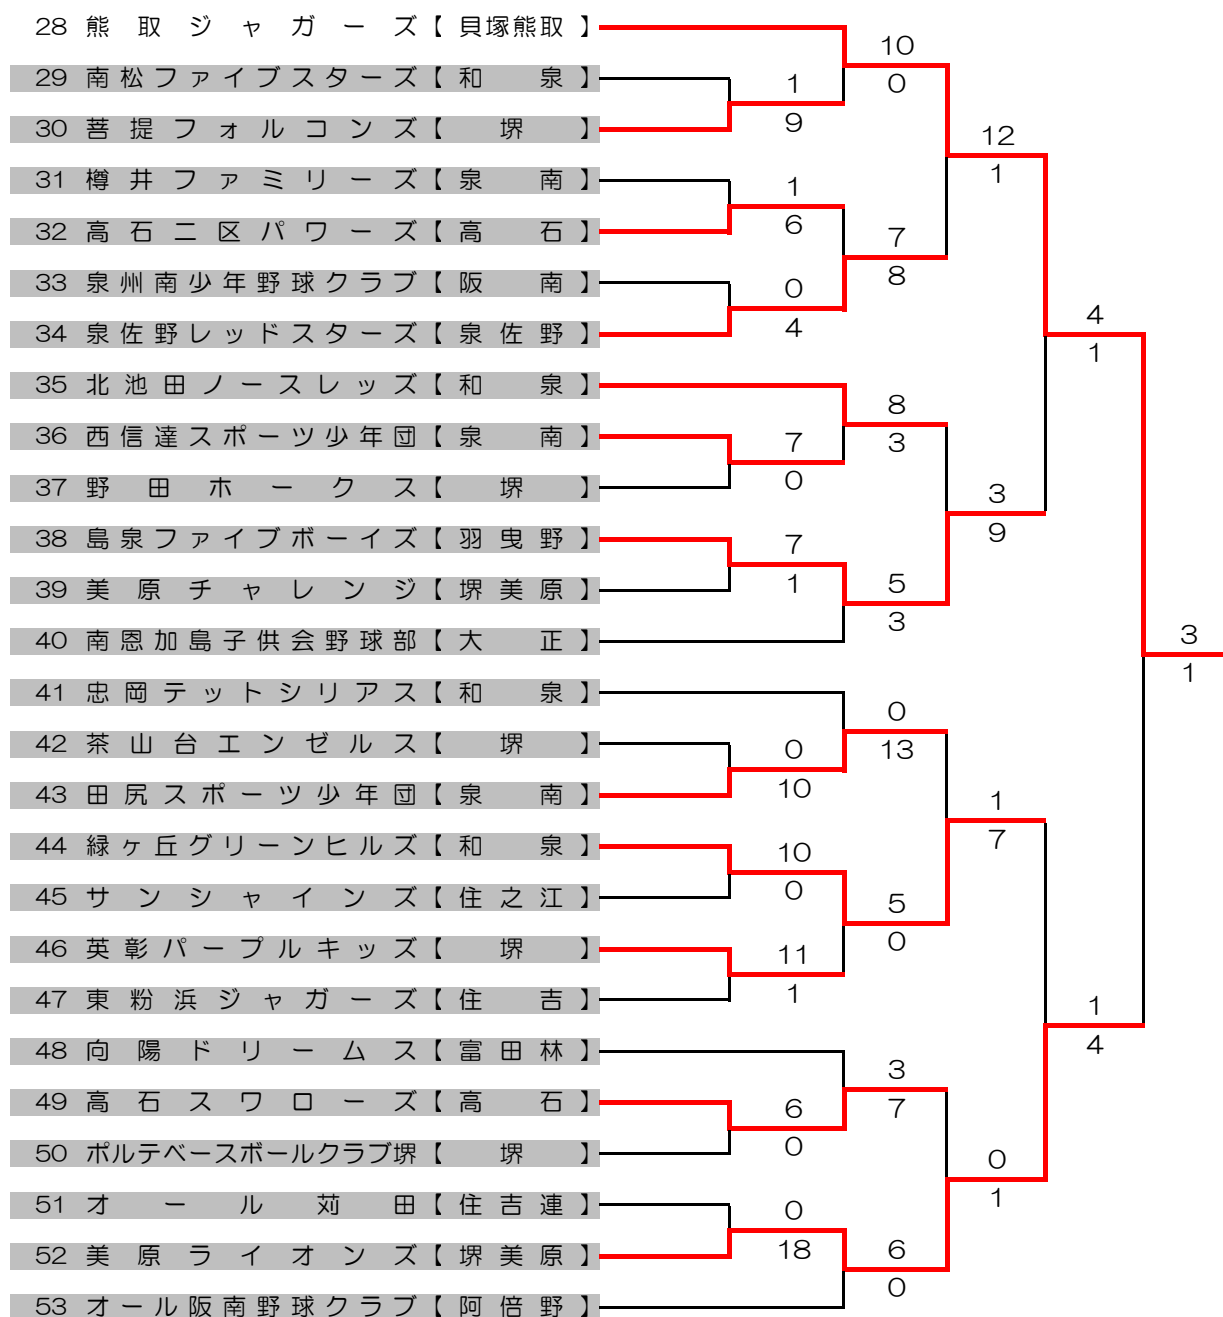 28 熊取ジャガーズ【貝塚熊取】
10
29 南松ファイブスターズ【和泉】
1
0
9
30 菩提フォルコンズ【堺】
12
1
31 樽井ファミリーズ【泉南】
1
6
32 高石二区パワーズ【高石】
7
8
33 泉州南少年野球クラブ【阪南】
0
4
34 泉佐野レッドスターズ【泉佐野】
4
1
35 北池田ノースレッズ【和泉】
8
3
36 西信達スポーツ少年団【泉南】
7
0
37 野田ホークス【堺】
3
9
38 島泉ファイブボーイズ【羽曳野】
7
1
39 美原チャレンジ【堺美原】
5
3
40 南恩加島子供会野球部【大正】
3
1
41 忠岡テットシリアス【和泉】
0
13
42 茶山台エンゼルス【堺】
0
10
43 田尻スポーツ少年団【泉南】
1
7
44 緑ヶ丘グリーンヒルズ【和泉】
10
0
45 サンシャインズ【住之江】
5
0
46 英彰パープルキッズ【堺】
11
1
47 東粉浜ジャガーズ【住吉】
1
4
48 向陽ドリームス【富田林】
3
7
49 高石スワローズ【高石】
6
0
50 ポルテベースボールクラブ堺【堺】
0
1
51 オール苅田【住吉連】
0
18
52 美原ライオンズ【堺美原】
6
0
53 オール阪南野球クラブ【阿倍野】